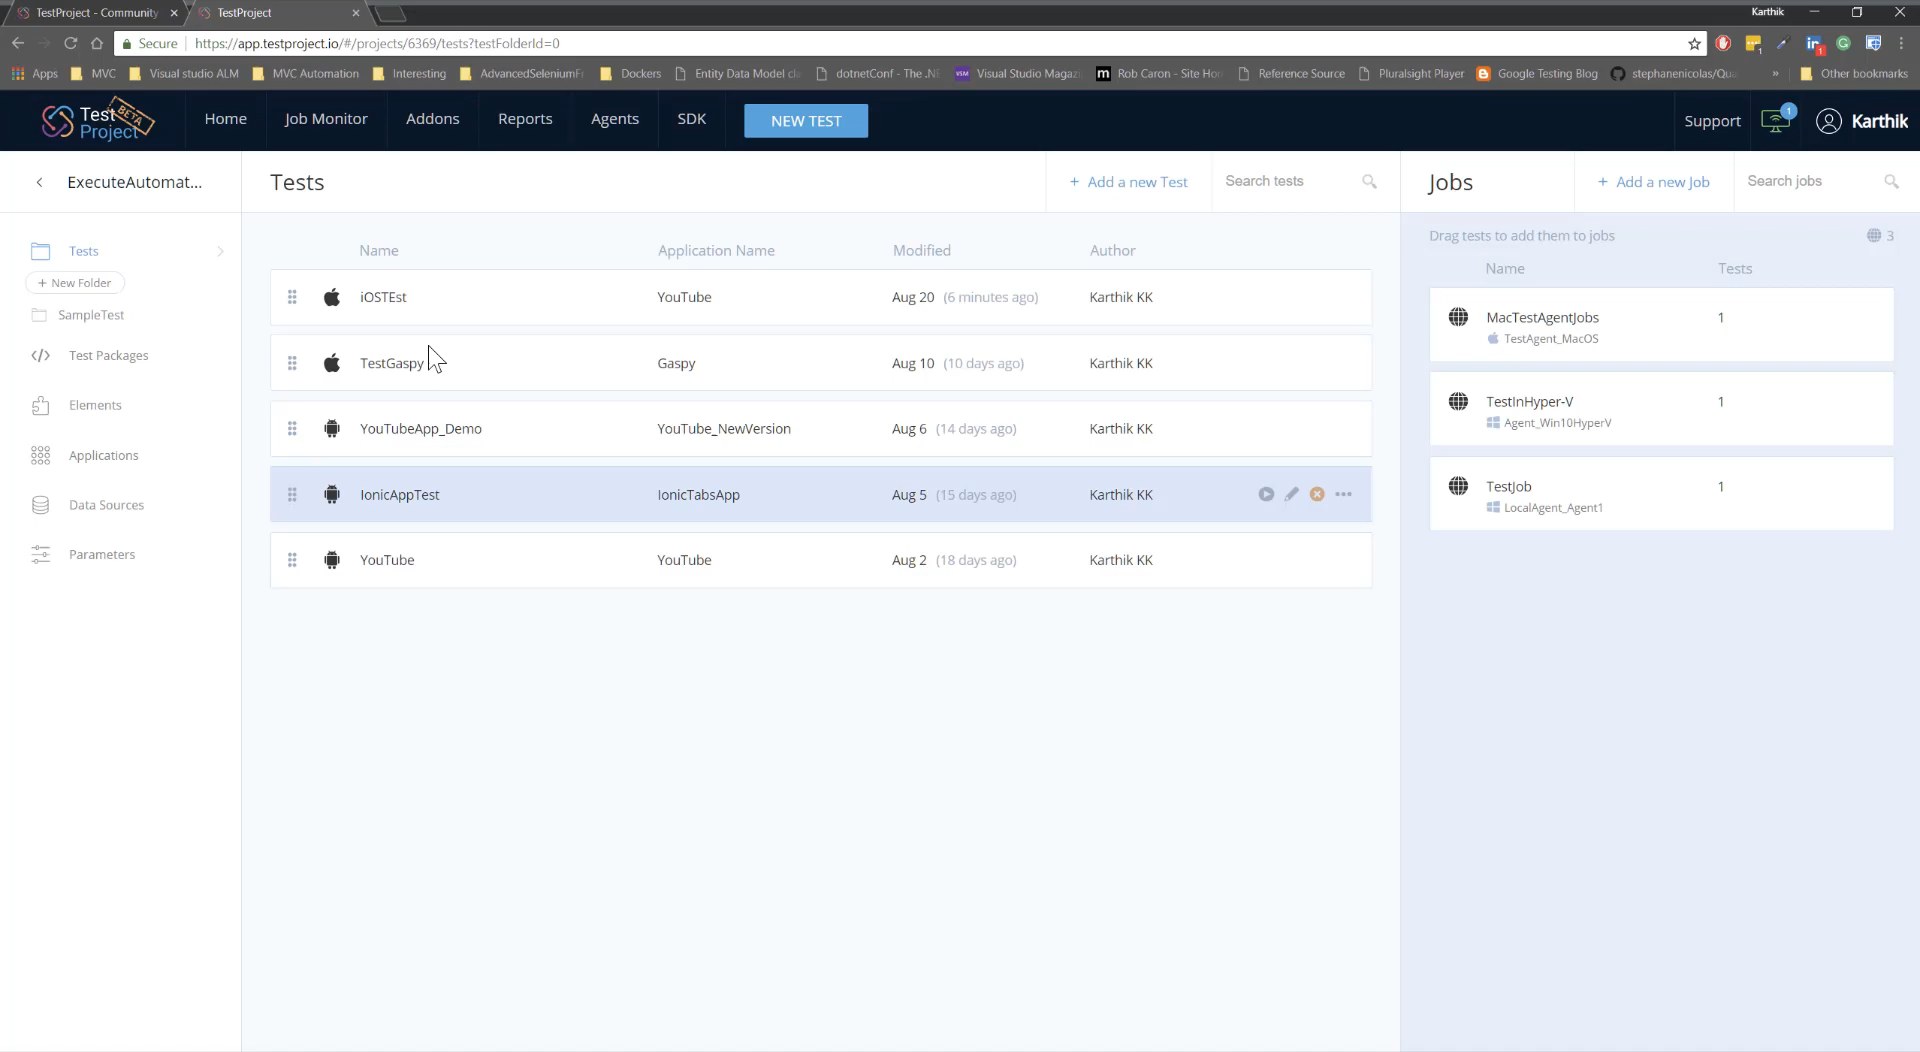 TestProject - Community
TestProject
Karthik
Secure
https://app.testproject.io/#/projects/6369/tests?testFolderId=0
Apps
MVC
Visual studio ALM
MVC Automation
Interesting
AdvancedSeleniumFr
Dockers
Entity Data Model cl
dotnetConf - The .N
Visual Studio Magaz
Rob Caron - Site Ho
Reference Source
Pluralsight Player
Google Testing Blog
stephanenicolas/Qu
»
Other bookmarks
Test Project
BETA
Home
Job Monitor
Addons
Reports
Agents
SDK
NEW TEST
Support
1
Karthik
ExecuteAutomat...
Tests
+ Add a new Test
Search tests
Jobs
+ Add a new Job
Search jobs
Tests
+ New Folder
SampleTest
Test Packages
Elements
Applications
Data Sources
Parameters
Name Application Name Modified Author
iOSTEst YouTube Aug 20 (6 minutes ago) Karthik KK
TestGaspy Gaspy Aug 10 (10 days ago) Karthik KK
YouTubeApp_Demo YouTube_NewVersion Aug 6 (14 days ago) Karthik KK
IonicAppTest IonicTabsApp Aug 5 (15 days ago) Karthik KK
YouTube YouTube Aug 2 (18 days ago) Karthik KK
Drag tests to add them to jobs
3
Name Tests
MacTestAgentJobs 1
TestAgent_MacOS
TestInHyper-V 1
Agent_Win10HyperV
TestJob 1
LocalAgent_Agent1